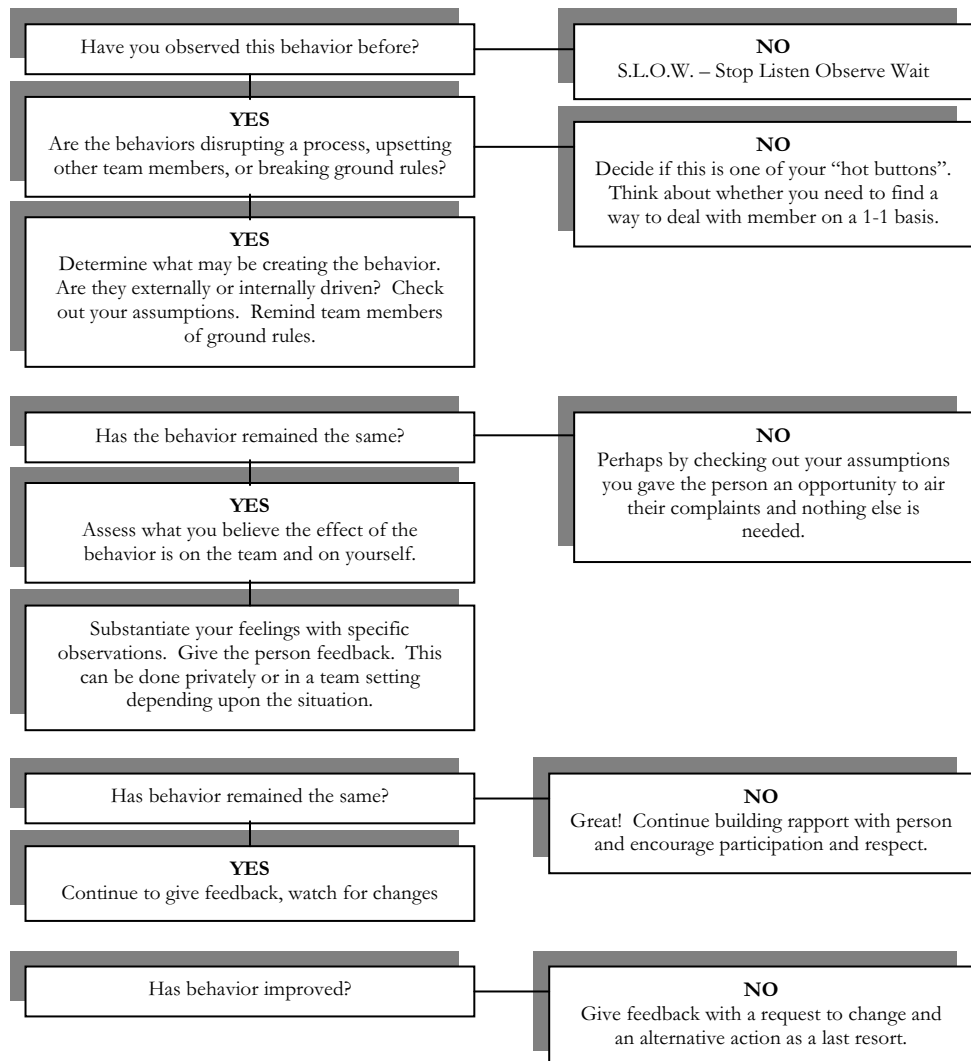 Have you observed this behavior before?
NO
S.L.O.W. – Stop Listen Observe Wait
YES
Are the behaviors disrupting a process, upsetting
other team members, or breaking ground rules?
NO
Decide if this is one of your “hot buttons”.
Think about whether you need to find a
way to deal with member on a 1-1 basis.
YES
Determine what may be creating the behavior.
Are they externally or internally driven?  Check
out your assumptions.  Remind team members
of ground rules.
Has the behavior remained the same?
NO
Perhaps by checking out your assumptions
you gave the person an opportunity to air
their complaints and nothing else is
needed.
YES
Assess what you believe the effect of the
behavior is on the team and on yourself.
Substantiate your feelings with specific
observations.  Give the person feedback.  This
can be done privately or in a team setting
depending upon the situation.
Has behavior remained the same?
NO
Great!  Continue building rapport with person
and encourage participation and respect.
YES
Continue to give feedback, watch for changes
Has behavior improved?
NO
Give feedback with a request to change and
an alternative action as a last resort.